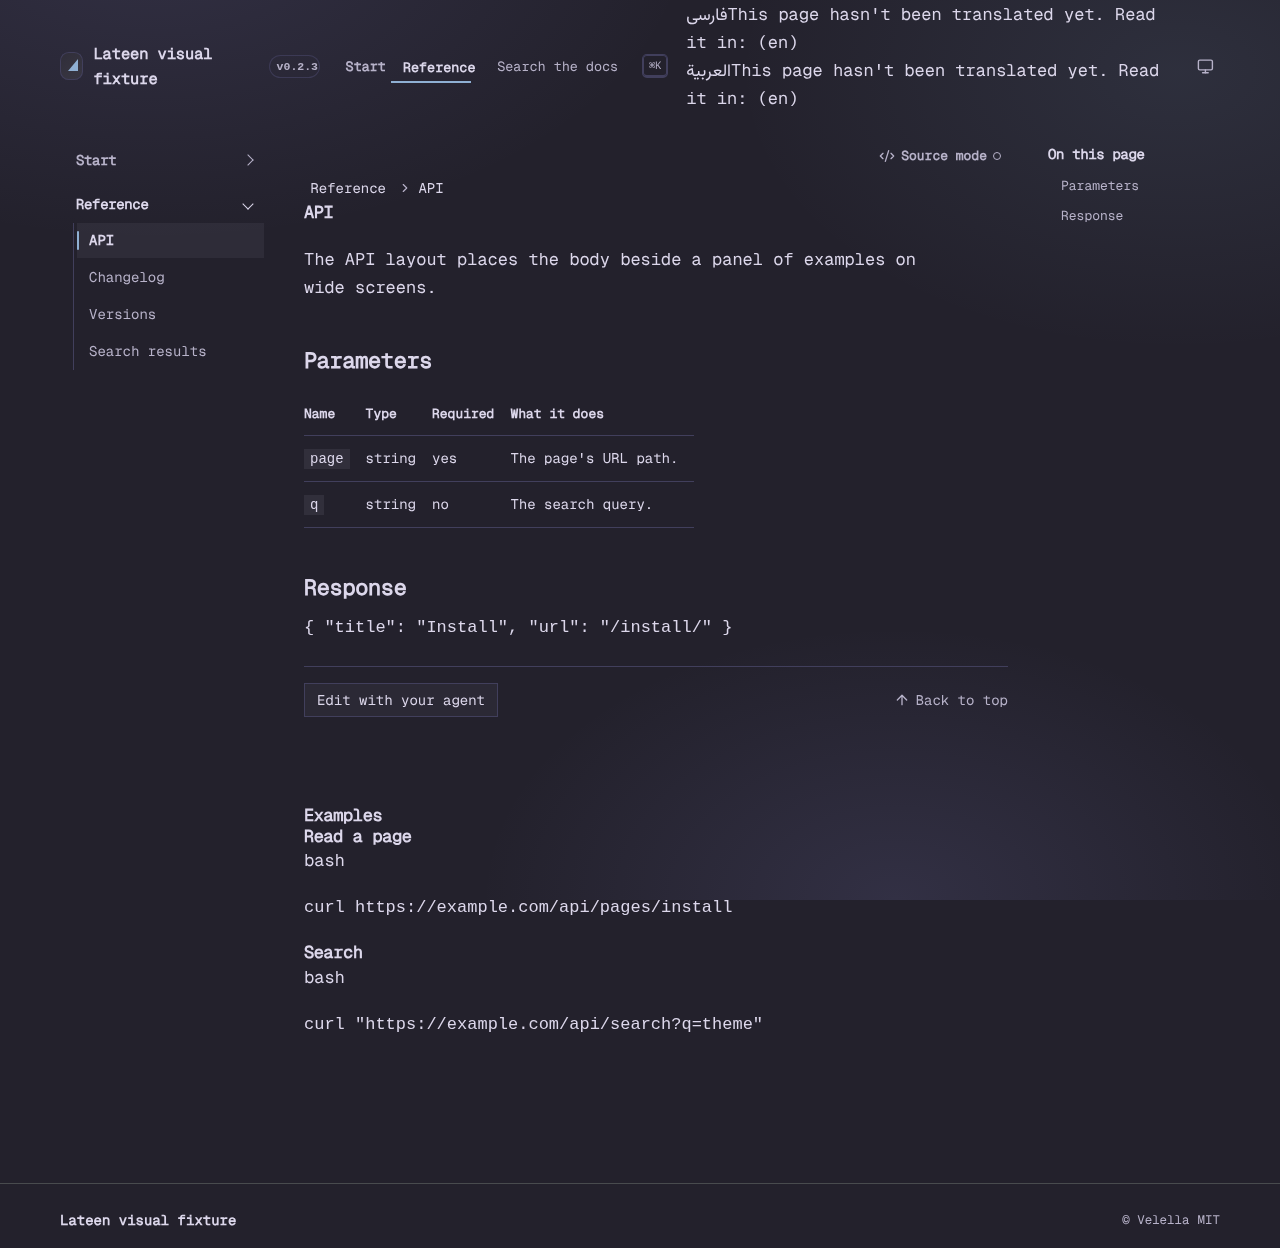 Lateen visual
fixture
v0.2.3
Start
Reference
Search the docs
⌘K
فارسیThis page hasn't been translated yet. Read
it in: (en)
العربيةThis page hasn't been translated yet. Read
it in: (en)
Start
Reference
API
Changelog
Versions
Search results
Source mode
Reference
API
API
The API layout places the body beside a panel of examples on
wide screens.
Parameters
Name Type Required What it does
page string yes The page's URL path.
q string no The search query.
Response
{ "title": "Install", "url": "/install/" }
Edit with your agent
↑ Back to top
Examples
Read a page
bash
curl https://example.com/api/pages/install
Search
bash
curl "https://example.com/api/search?q=theme"
On this page
Parameters
Response
Lateen visual fixture
© Velella MIT